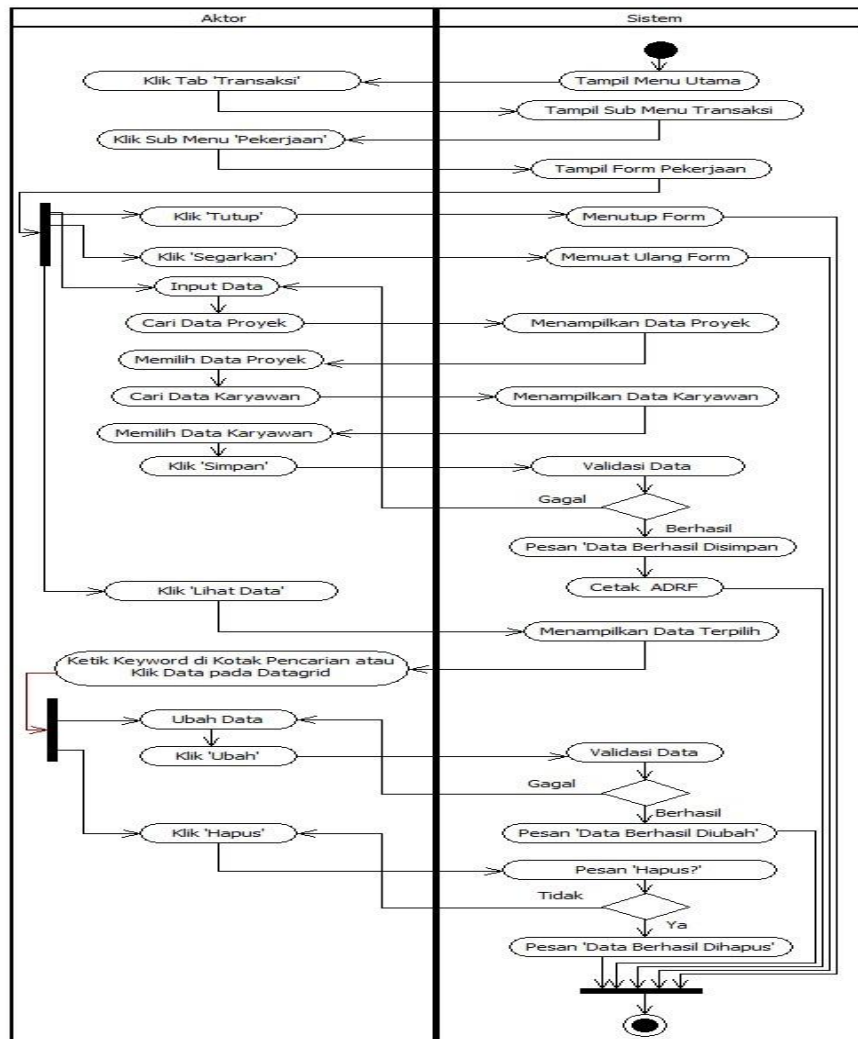 Aktor
Sistem
Tampil Menu Utama
Klik Tab 'Transaksi'
Tampil Sub Menu Transaksi
Klik Sub Menu 'Pekerjaan'
Tampil Form Pekerjaan
Klik 'Tutup'
Menutup Form
Klik 'Segarkan'
Memuat Ulang Form
Input Data
Cari Data Proyek
Menampilkan Data Proyek
Memilih Data Proyek
Cari Data Karyawan
Menampilkan Data Karyawan
Memilih Data Karyawan
Klik 'Simpan'
Validasi Data
Gagal
Berhasil
Pesan 'Data Berhasil Disimpan
Cetak ADRF
Klik 'Lihat Data'
Menampilkan Data Terpilih
Ketik Keyword di Kotak Pencarian atau
Klik Data pada Datagrid
Ubah Data
Klik 'Ubah'
Validasi Data
Gagal
Berhasil
Pesan 'Data Berhasil Diubah'
Klik 'Hapus'
Pesan 'Hapus?'
Tidak
Ya
Pesan 'Data Berhasil Dihapus'